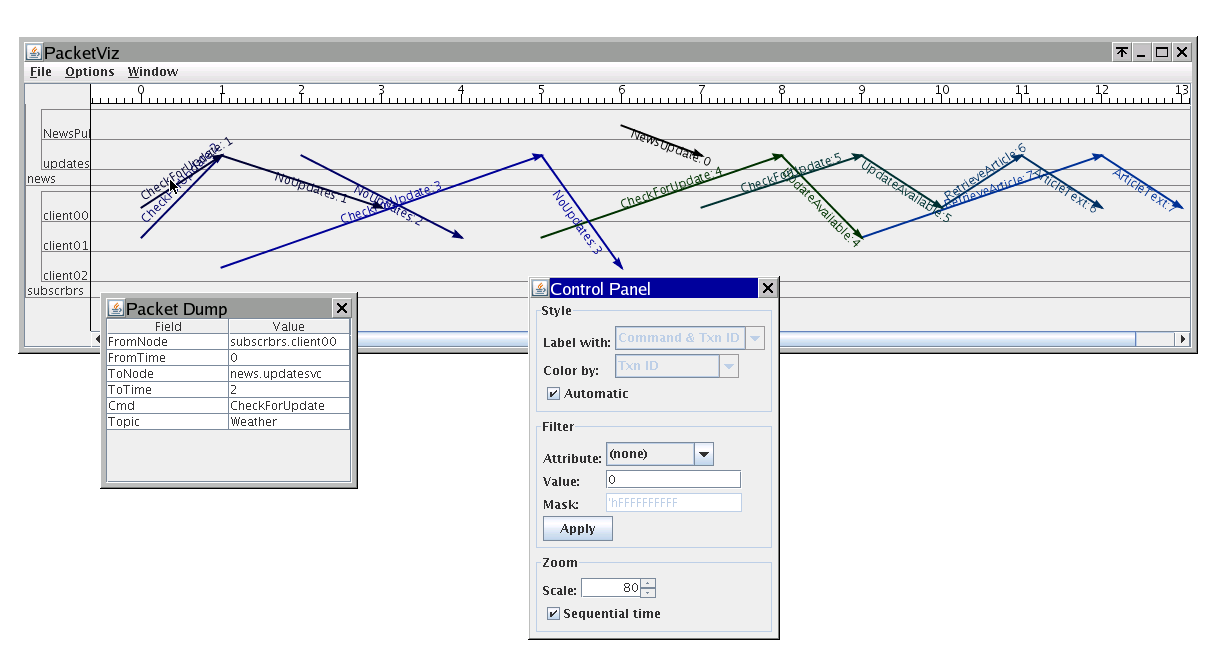 PacketViz
File Options Window
0 1 2 3 4 5 6 7 8 9 10 11 12 13
NewsPul
updates
news
client00
client01
client02
subscrbrs
CheckForUpdate:1
NoUpdates:1
NoUpdates:2
CheckForUpdate:3
NoUpdates:3
NewsUpdate:0
CheckForUpdate:4
CheckForUpdate:5
UpdateAvailable:4
UpdateAvailable:5
RetrieveArticle:6
RetrieveArticle:7
ArticleText:6
ArticleText:7
Packet Dump
Field Value
FromNode subscrbrs.client00
FromTime 0
ToNode news.updatesvc
ToTime 2
Cmd CheckForUpdate
Topic Weather
Control Panel
Style
Label with: Command & Txn ID
Color by: Txn ID
Automatic
Filter
Attribute: (none)
Value: 0
Mask: 'hFFFFFFFFFF
Apply
Zoom
Scale: 80
Sequential time